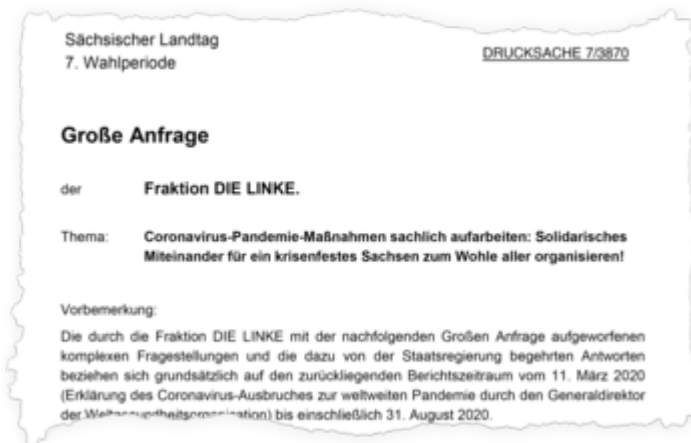 Sächsischer Landtag
7. Wahlperiode
DRUCKSACHE 7/3870
Große Anfrage
der Fraktion DIE LINKE.
Thema: Coronavirus-Pandemie-Maßnahmen sachlich aufarbeiten: Solidarisches
Miteinander für ein krisenfestes Sachsen zum Wohle aller organisieren!
Vorbemerkung:
Die durch die Fraktion DIE LINKE mit der nachfolgenden Großen Anfrage aufgeworfenen
komplexen Fragestellungen und die dazu von der Staatsregierung begehrten Antworten
beziehen sich grundsätzlich auf den zurückliegenden Berichtszeitraum vom 11. März 2020
(Erklärung des Coronavirus-Ausbruches zur weltweiten Pandemie durch den Generaldirektor
der Weltgesundheitsorganisation) bis einschließlich 31. August 2020.